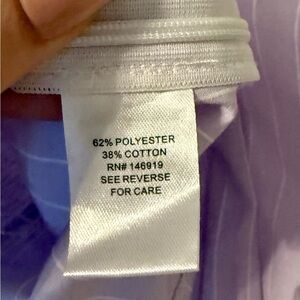 62% POLYESTER
38% COTTON
RN# 146919
SEE REVERSE
FOR CARE